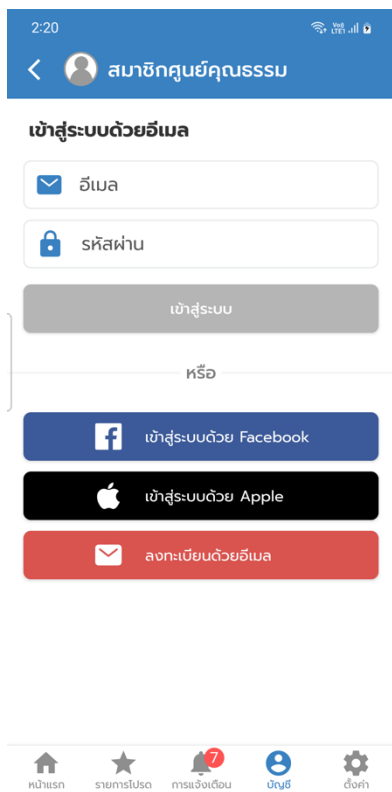 2:20
สมาชิกศูนย์คุณธรรม
เข้าสู่ระบบด้วยอีเมล
อีเมล
รหัสผ่าน
เข้าสู่ระบบ
หรือ
เข้าสู่ระบบด้วย Facebook
เข้าสู่ระบบด้วย Apple
ลงทะเบียนด้วยอีเมล
7
หน้าแรก รายการโปรด การแจ้งเตือน บัญชี ตั้งค่า